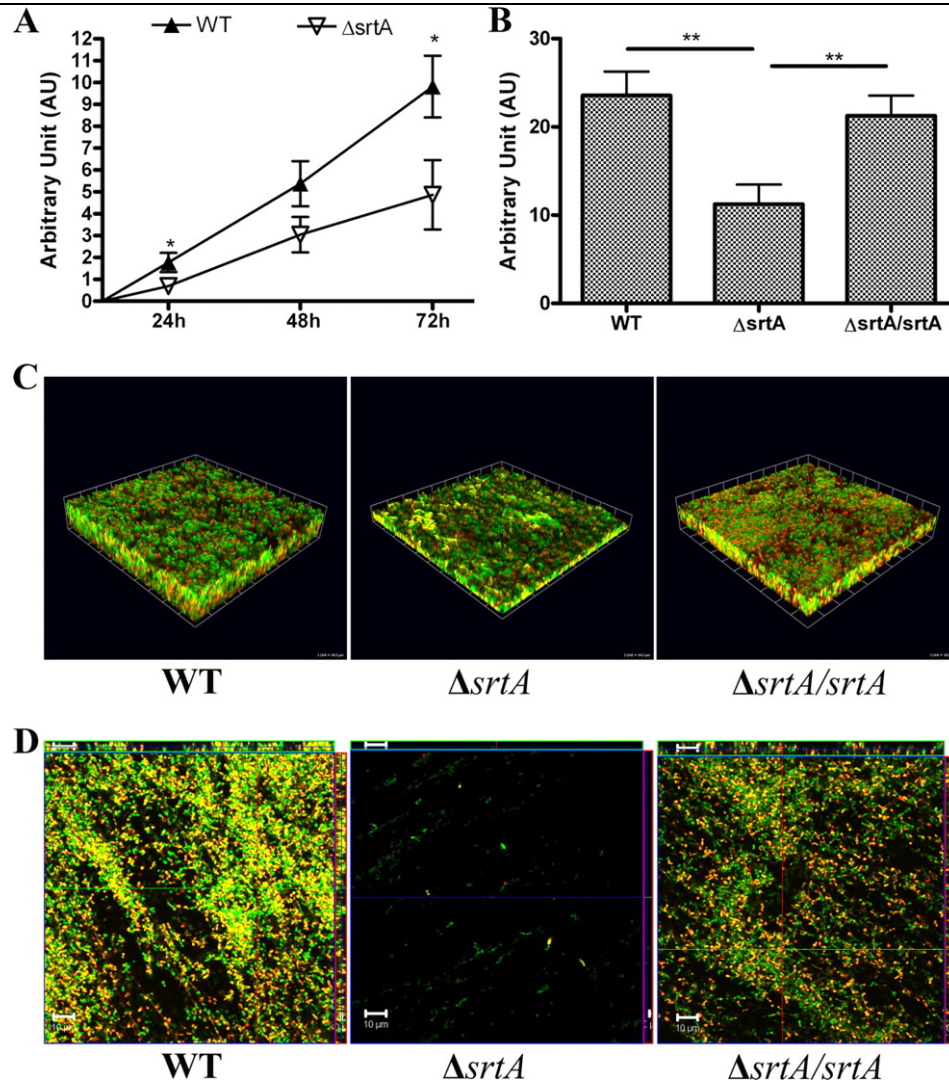 A
WT
ΔsrtA
Arbitrary Unit (AU)
12
11
10
9
8
7
6
5
4
3
2
1
0
*
*
24h
48h
72h
B
Arbitrary Unit (AU)
30
20
10
0
**
**
WT
ΔsrtA
ΔsrtA/srtA
C
WT
ΔsrtA
ΔsrtA/srtA
D
10 µm
10 µm
10 µm
WT
ΔsrtA
ΔsrtA/srtA